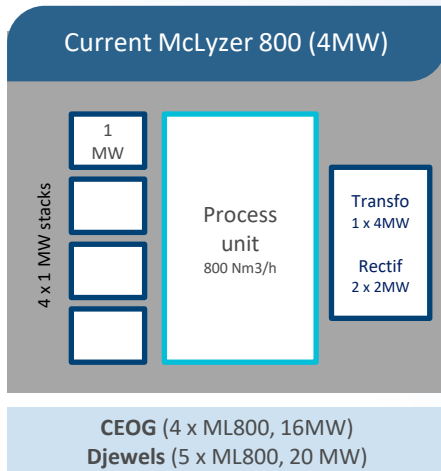 Current McLyzer 800 (4MW)
4 x 1 MW stacks
1
MW
Process
unit
800 Nm3/h
Transfo
1 x 4MW
Rectif
2 x 2MW
CEOG (4 x ML800, 16MW)
Djewels (5 x ML800, 20 MW)